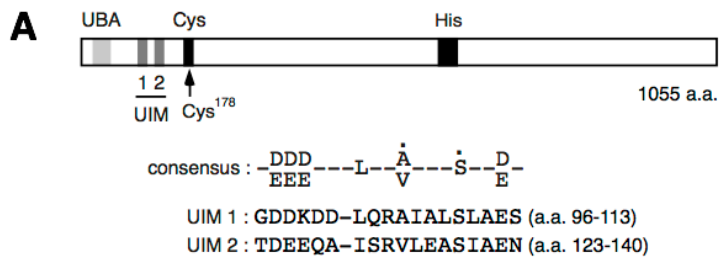 A
UBA Cys His
1 2
UIM Cys178 1055 a.a.
DDD A D
consensus : - --- ---L-- --- S -- --
EEE V E
UIM 1 : GDDKDD-LQRAIALSLAES (a.a. 96-113)
UIM 2 : TDEEQA-ISRVLEASIAEN (a.a. 123-140)